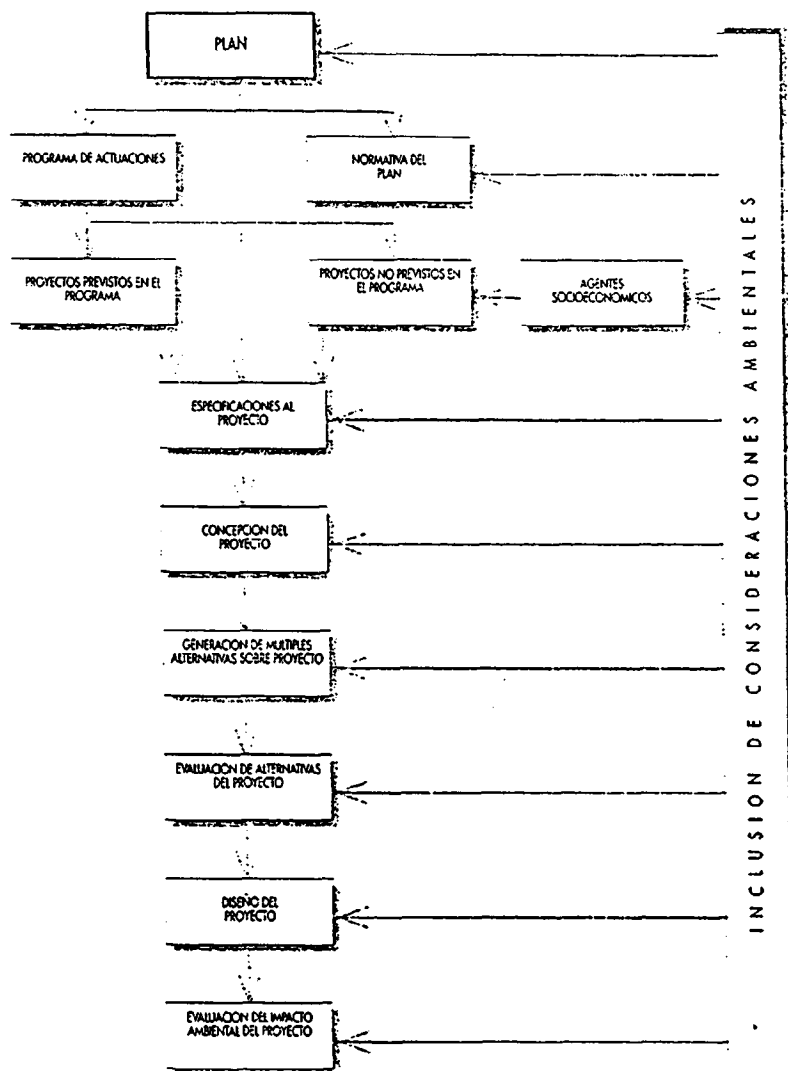 PLAN
PROGRAMA DE ACTUACIONES
NORMATIVA DEL
PLAN
PROYECTOS PREVISTOS EN EL
PROGRAMA
PROYECTOS NO PREVISTOS EN
EL PROGRAMA
AGENTES
SOCIOECONOMICOS
ESPECIFICACIONES AL
PROYECTO
CONCEPCION DEL
PROYECTO
GENERACION DE MULTIPLES
ALTERNATIVAS SOBRE PROYECTO
EVALUACION DE ALTERNATIVAS
DEL PROYECTO
DISEÑO DEL
PROYECTO
EVALUACION DEL IMPACTO
AMBIENTAL DEL PROYECTO
INCLUSION DE CONSIDERACIONES AMBIENTALES